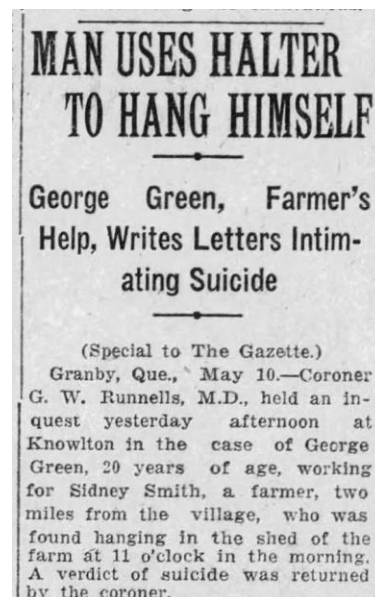 MAN USES HALTER
TO HANG HIMSELF
George Green, Farmer's
Help, Writes Letters Intim-
ating Suicide
(Special to The Gazette.)
Granby, Que., May 10.—Coroner
G. W. Runnells, M.D., held an in-
quest yesterday afternoon at
Knowlton in the case of George
Green, 20 years of age, working
for Sidney Smith, a farmer, two
miles from the village, who was
found hanging in the shed of the
farm at 11 o'clock in the morning.
A verdict of suicide was returned
by the coroner.